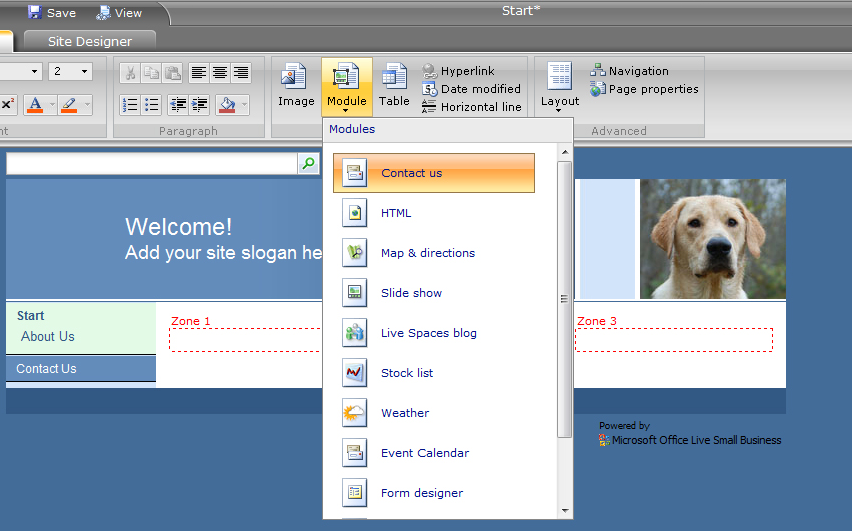 Save
View
Start*
Site Designer
2
x²
A
nt
Paragraph
Image
Module
Table
Hyperlink
Date modified
Horizontal line
Layout
Navigation
Page properties
Advanced
Modules
Contact us
HTML
Map & directions
Slide show
Live Spaces blog
Stock list
Weather
Event Calendar
Form designer
Welcome!
Add your site slogan he
Start
About Us
Contact Us
Zone 1
Zone 3
Powered by
Microsoft Office Live Small Business